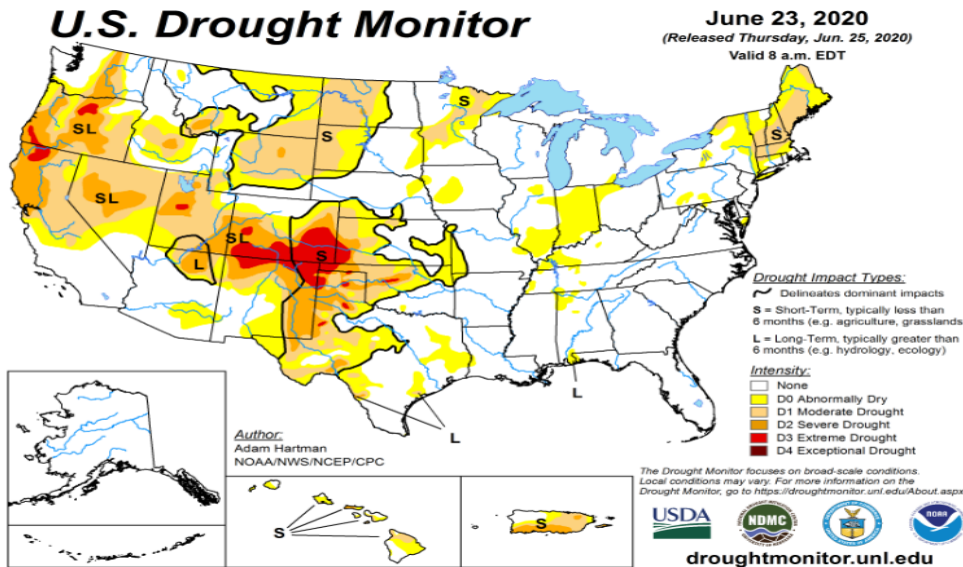 U.S. Drought Monitor
June 23, 2020
(Released Thursday, Jun. 25, 2020)
Valid 8 a.m. EDT
S
S
SL
S
SL
SL
S
L
L
L
Drought Impact Types:
Delineates dominant impacts
S = Short-Term, typically less than
6 months (e.g. agriculture, grasslands
L = Long-Term, typically greater than
6 months (e.g. hydrology, ecology)
Intensity:
None
D0 Abnormally Dry
D1 Moderate Drought
D2 Severe Drought
D3 Extreme Drought
D4 Exceptional Drought
Author:
Adam Hartman
NOAA/NWS/NCEP/CPC
S
S
The Drought Monitor focuses on broad-scale conditions.
Local conditions may vary. For more information on the
Drought Monitor, go to https://droughtmonitor.unl.edu/About.aspx
USDA
NDMC
NOAA
droughtmonitor.unl.edu